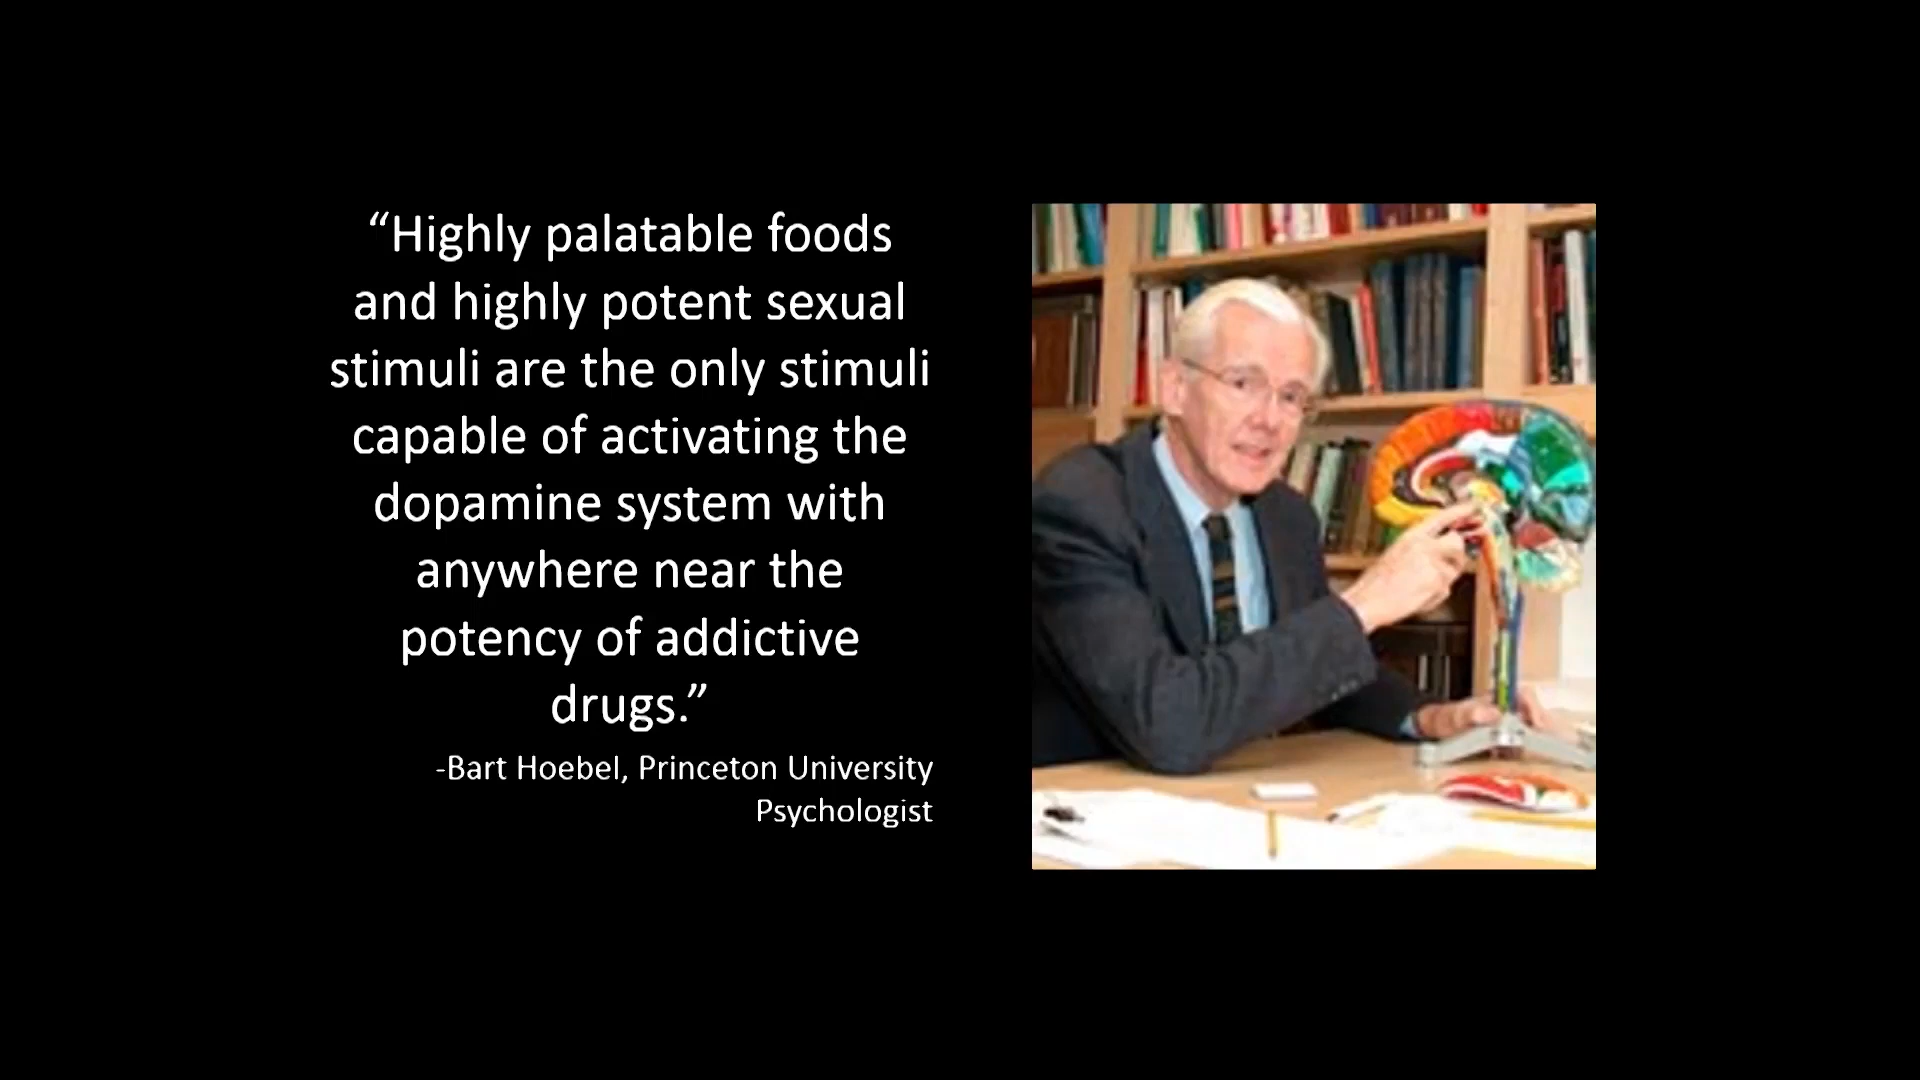 “Highly palatable foods
and highly potent sexual
stimuli are the only stimuli
capable of activating the
dopamine system with
anywhere near the
potency of addictive
drugs.”
-Bart Hoebel, Princeton University
Psychologist